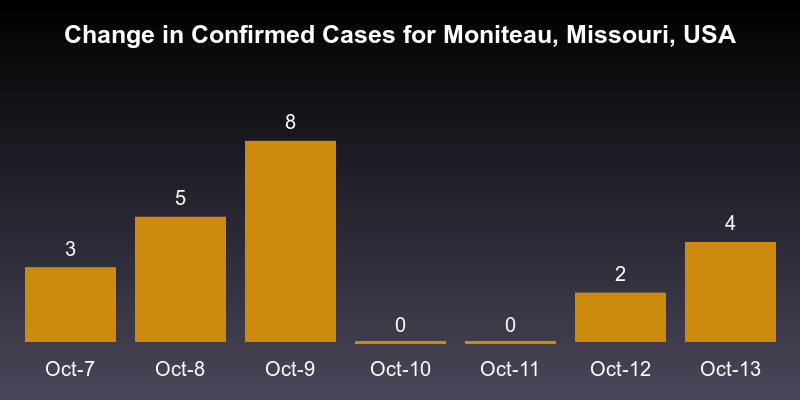 Change in Confirmed Cases for Moniteau, Missouri, USA
8
5
4
3
2
0
0
Oct-7
Oct-8
Oct-9
Oct-10
Oct-11
Oct-12
Oct-13